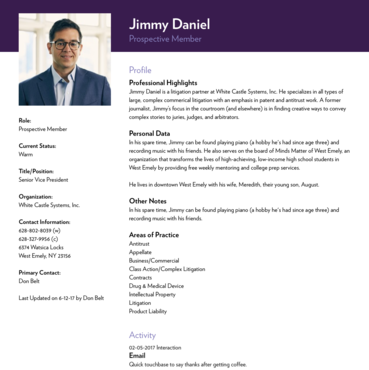 Jimmy Daniel
Prospective Member
Role:
Prospective Member
Current Status:
Warm
Title/Position:
Senior Vice President
Organization:
White Castle Systems, Inc.
Contact Information:
628-802-8039 (w)
628-327-9956 (c)
6574 Watsica Locks
West Emely, NY 23156
Primary Contact:
Don Belt
Last Updated on 6-12-17 by Don Belt
Profile
Professional Highlights
Jimmy Daniel is a litigation partner at White Castle Systems, Inc. He specializes in all types of
large, complex commerical litigation with an emphasis in patent and antitrust work. A former
journalist, Jimmy's focus in the courtroom (and elsewhere) is in finding creative ways to convey
complex stories to juries, judges, and arbitrators.
Personal Data
In his spare time, Jimmy can be found playing piano (a hobby he's had since age three) and
recording music with his friends. He also serves on the board of Minds Matter of West Emely, an
organization that transforms the lives of high-achieving, low-income high school students in
West Emely by providing free weekly mentoring and college prep services.
He lives in downtown West Emely with his wife, Meredith, their young son, August.
Other Notes
In his spare time, Jimmy can be found playing piano (a hobby he's had since age three) and
recording music with his friends.
Areas of Practice
Antitrust
Appellate
Business/Commercial
Class Action/Complex Litigation
Contracts
Drug & Medical Device
Intellectual Property
Litigation
Product Liability
Activity
02-05-2017 Interaction
Email
Quick touchbase to say thanks after getting coffee.